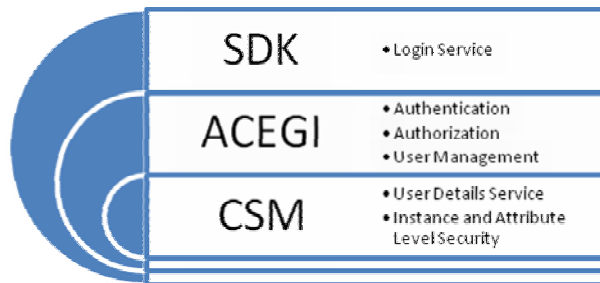 SDK
• Login Service
ACEGI
• Authentication
• Authorization
• User Management
CSM
• User Details Service
• Instance and Attribute
Level Security